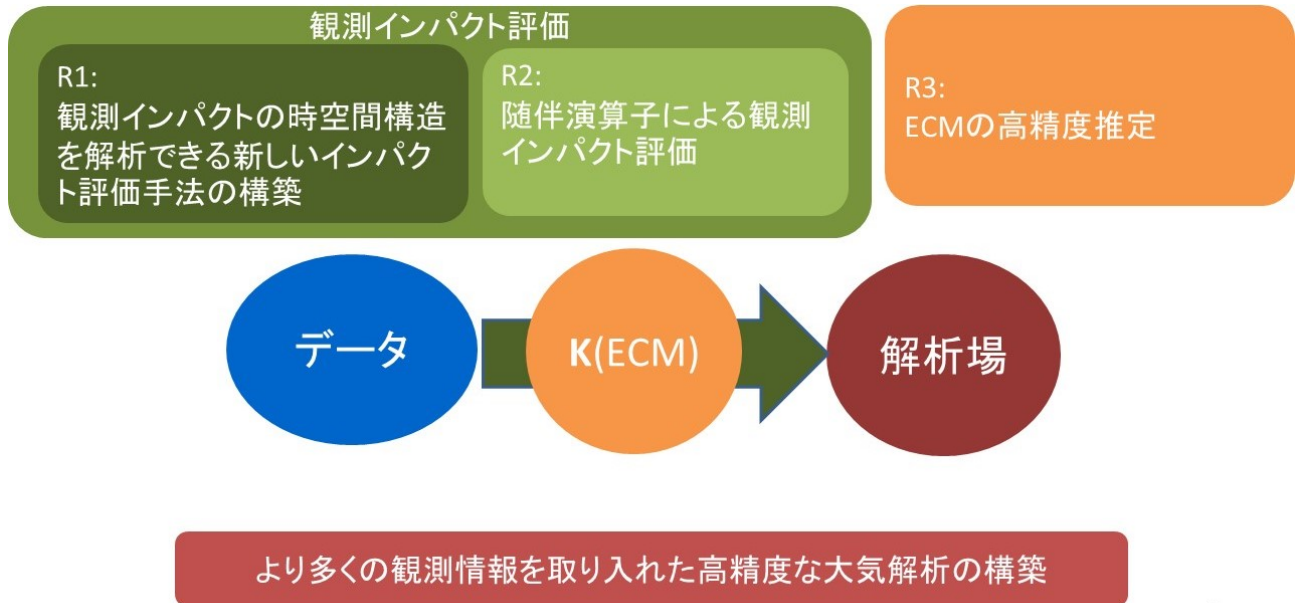 観測インパクト評価
R1:
観測インパクトの時空間構造
を解析できる新しいインパク
ト評価手法の構築
R2:
随伴演算子による観測
インパクト評価
R3:
ECMの高精度推定
データ
K(ECM)
解析場
より多くの観測情報を取り入れた高精度な大気解析の構築